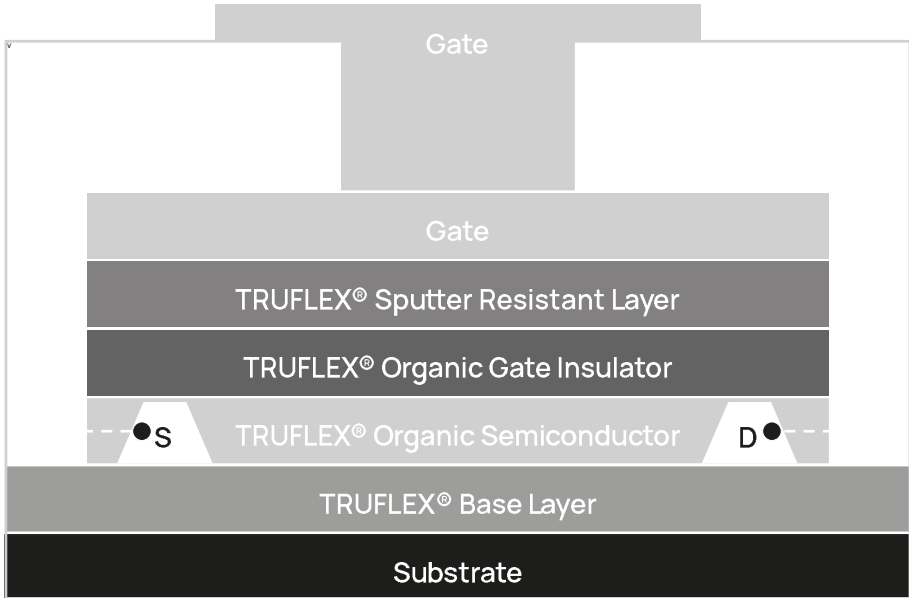 Gate
v
Gate
TRUFLEX® Sputter Resistant Layer
TRUFLEX® Organic Gate Insulator
S TRUFLEX® Organic Semiconductor D
TRUFLEX® Base Layer
Substrate